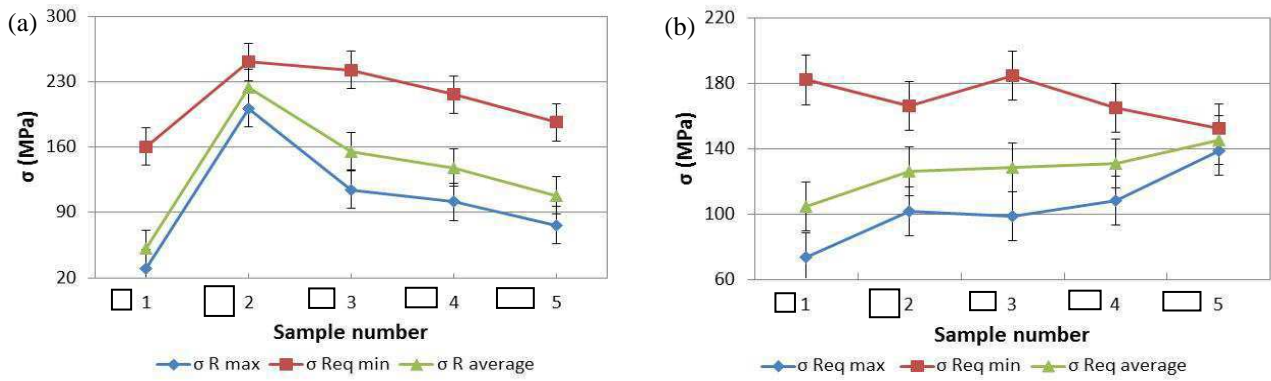 (a)
σ (MPa)
300
230
160
90
20
1 2 3 4 5
Sample number
σ R max σ Req min σ R average
(b)
σ (MPa)
220
180
140
100
60
1 2 3 4 5
Sample number
σ Req max σ Req min σ Req average